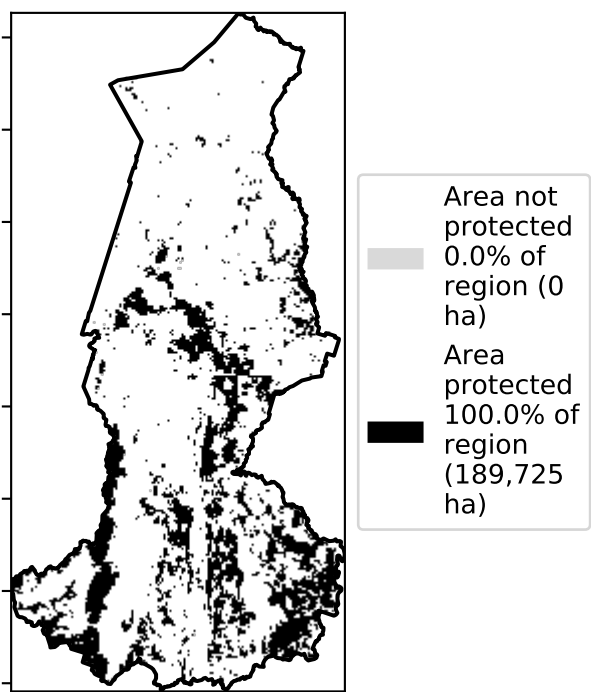 Area not
protected
0.0% of
region (0
ha)
Area
protected
100.0% of
region
(189,725
ha)